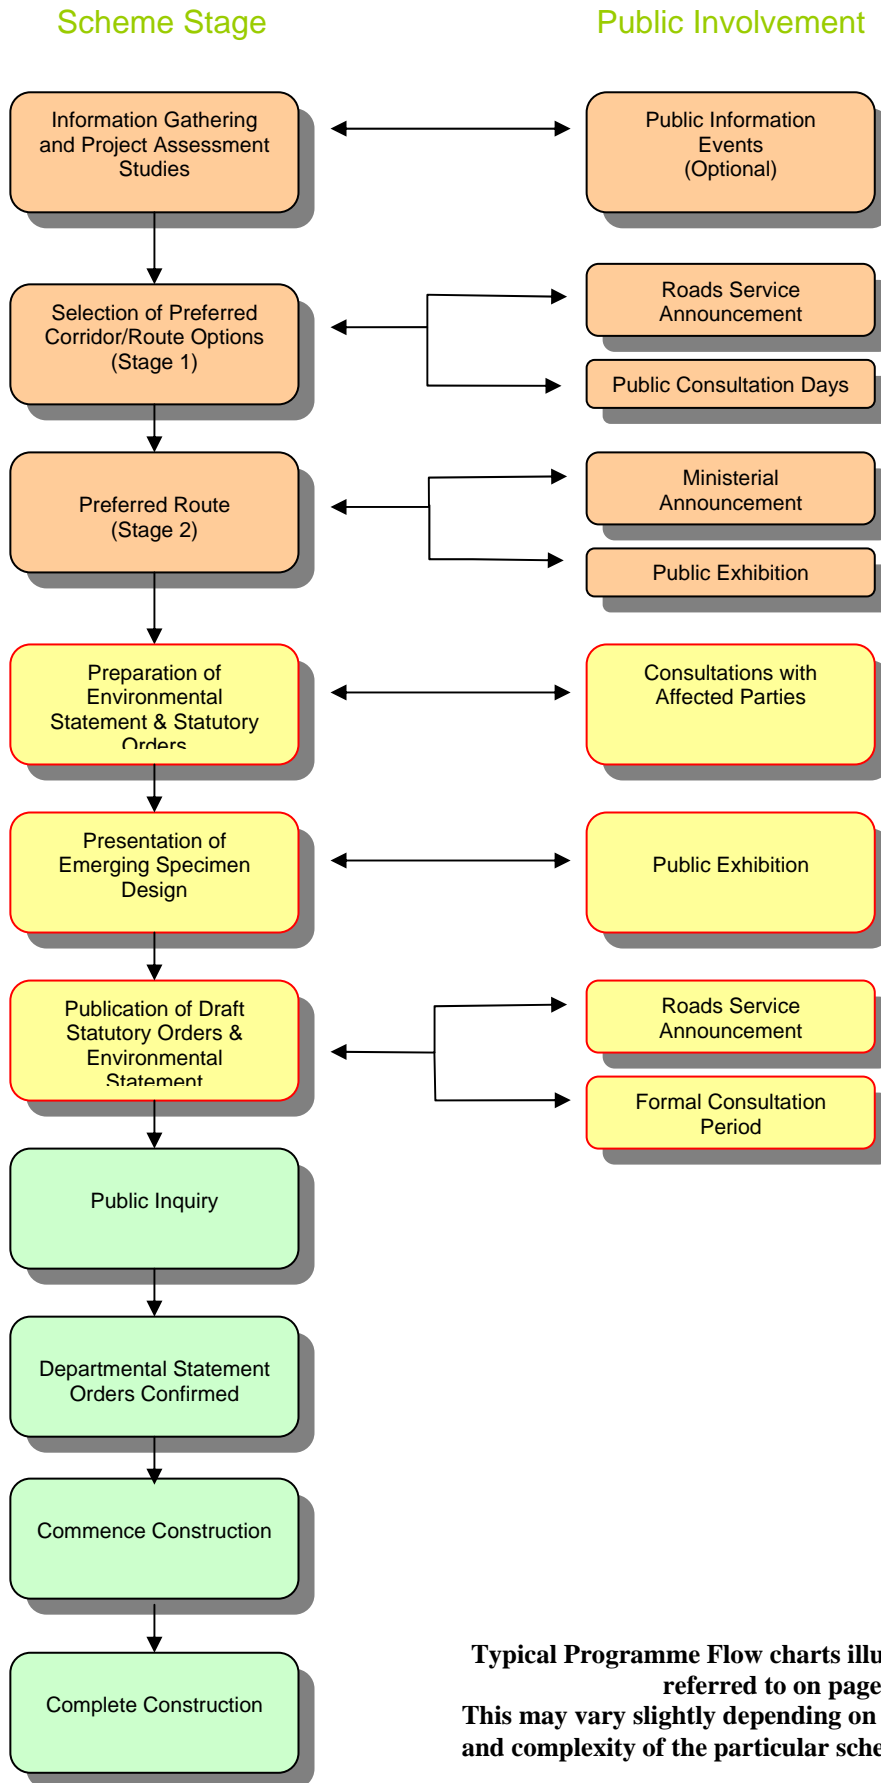 Scheme Stage
Public Involvement
Information Gathering
and Project Assessment
Studies
Public Information
Events
(Optional)
Selection of Preferred
Corridor/Route Options
(Stage 1)
Roads Service
Announcement
Public Consultation Days
Preferred Route
(Stage 2)
Ministerial
Announcement
Public Exhibition
Preparation of
Environmental
Statement & Statutory
Orders
Consultations with
Affected Parties
Presentation of
Emerging Specimen
Design
Public Exhibition
Publication of Draft
Statutory Orders &
Environmental
Statement
Roads Service
Announcement
Formal Consultation
Period
Public Inquiry
Departmental Statement
Orders Confirmed
Commence Construction
Complete Construction
Typical Programme Flow charts
referred to on page
This may vary slightly depending on
and complexity of the particular